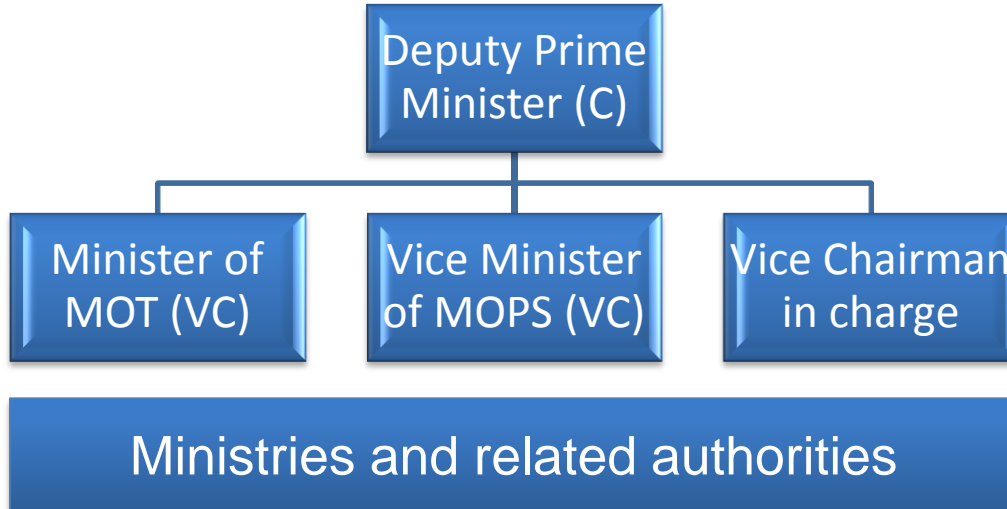 Deputy Prime
Minister (C)
Minister of
MOT (VC)
Vice Minister
of MOPS (VC)
Vice Chairman
in charge
Ministries and related authorities